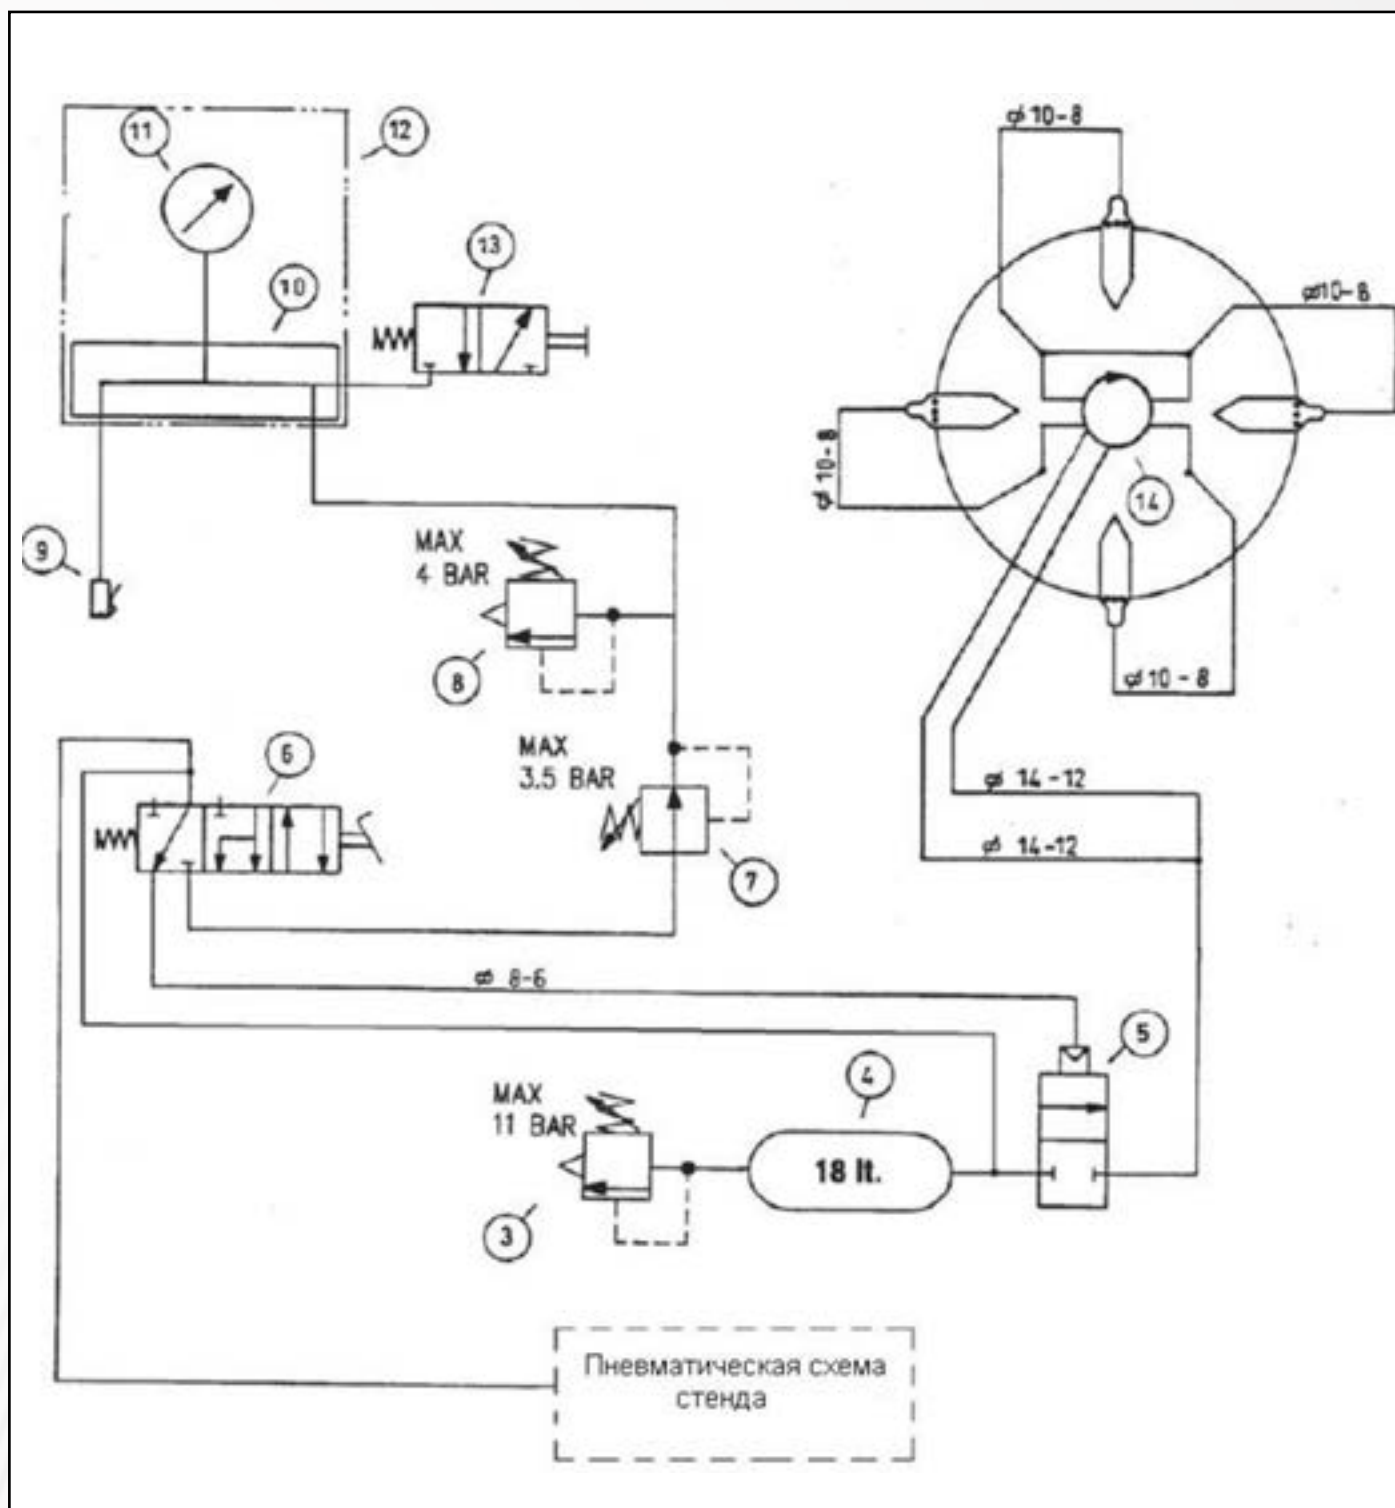 11
12
ø 10-8
13
10
ø10-8
ø 10-8
14
9
MAX
4 BAR
8
ø 10-8
6
MAX
3.5 BAR
ø 14-12
ø 14-12
7
ø 8-6
5
4
MAX
11 BAR
18 lt.
3
Пневматическая схема
стенда